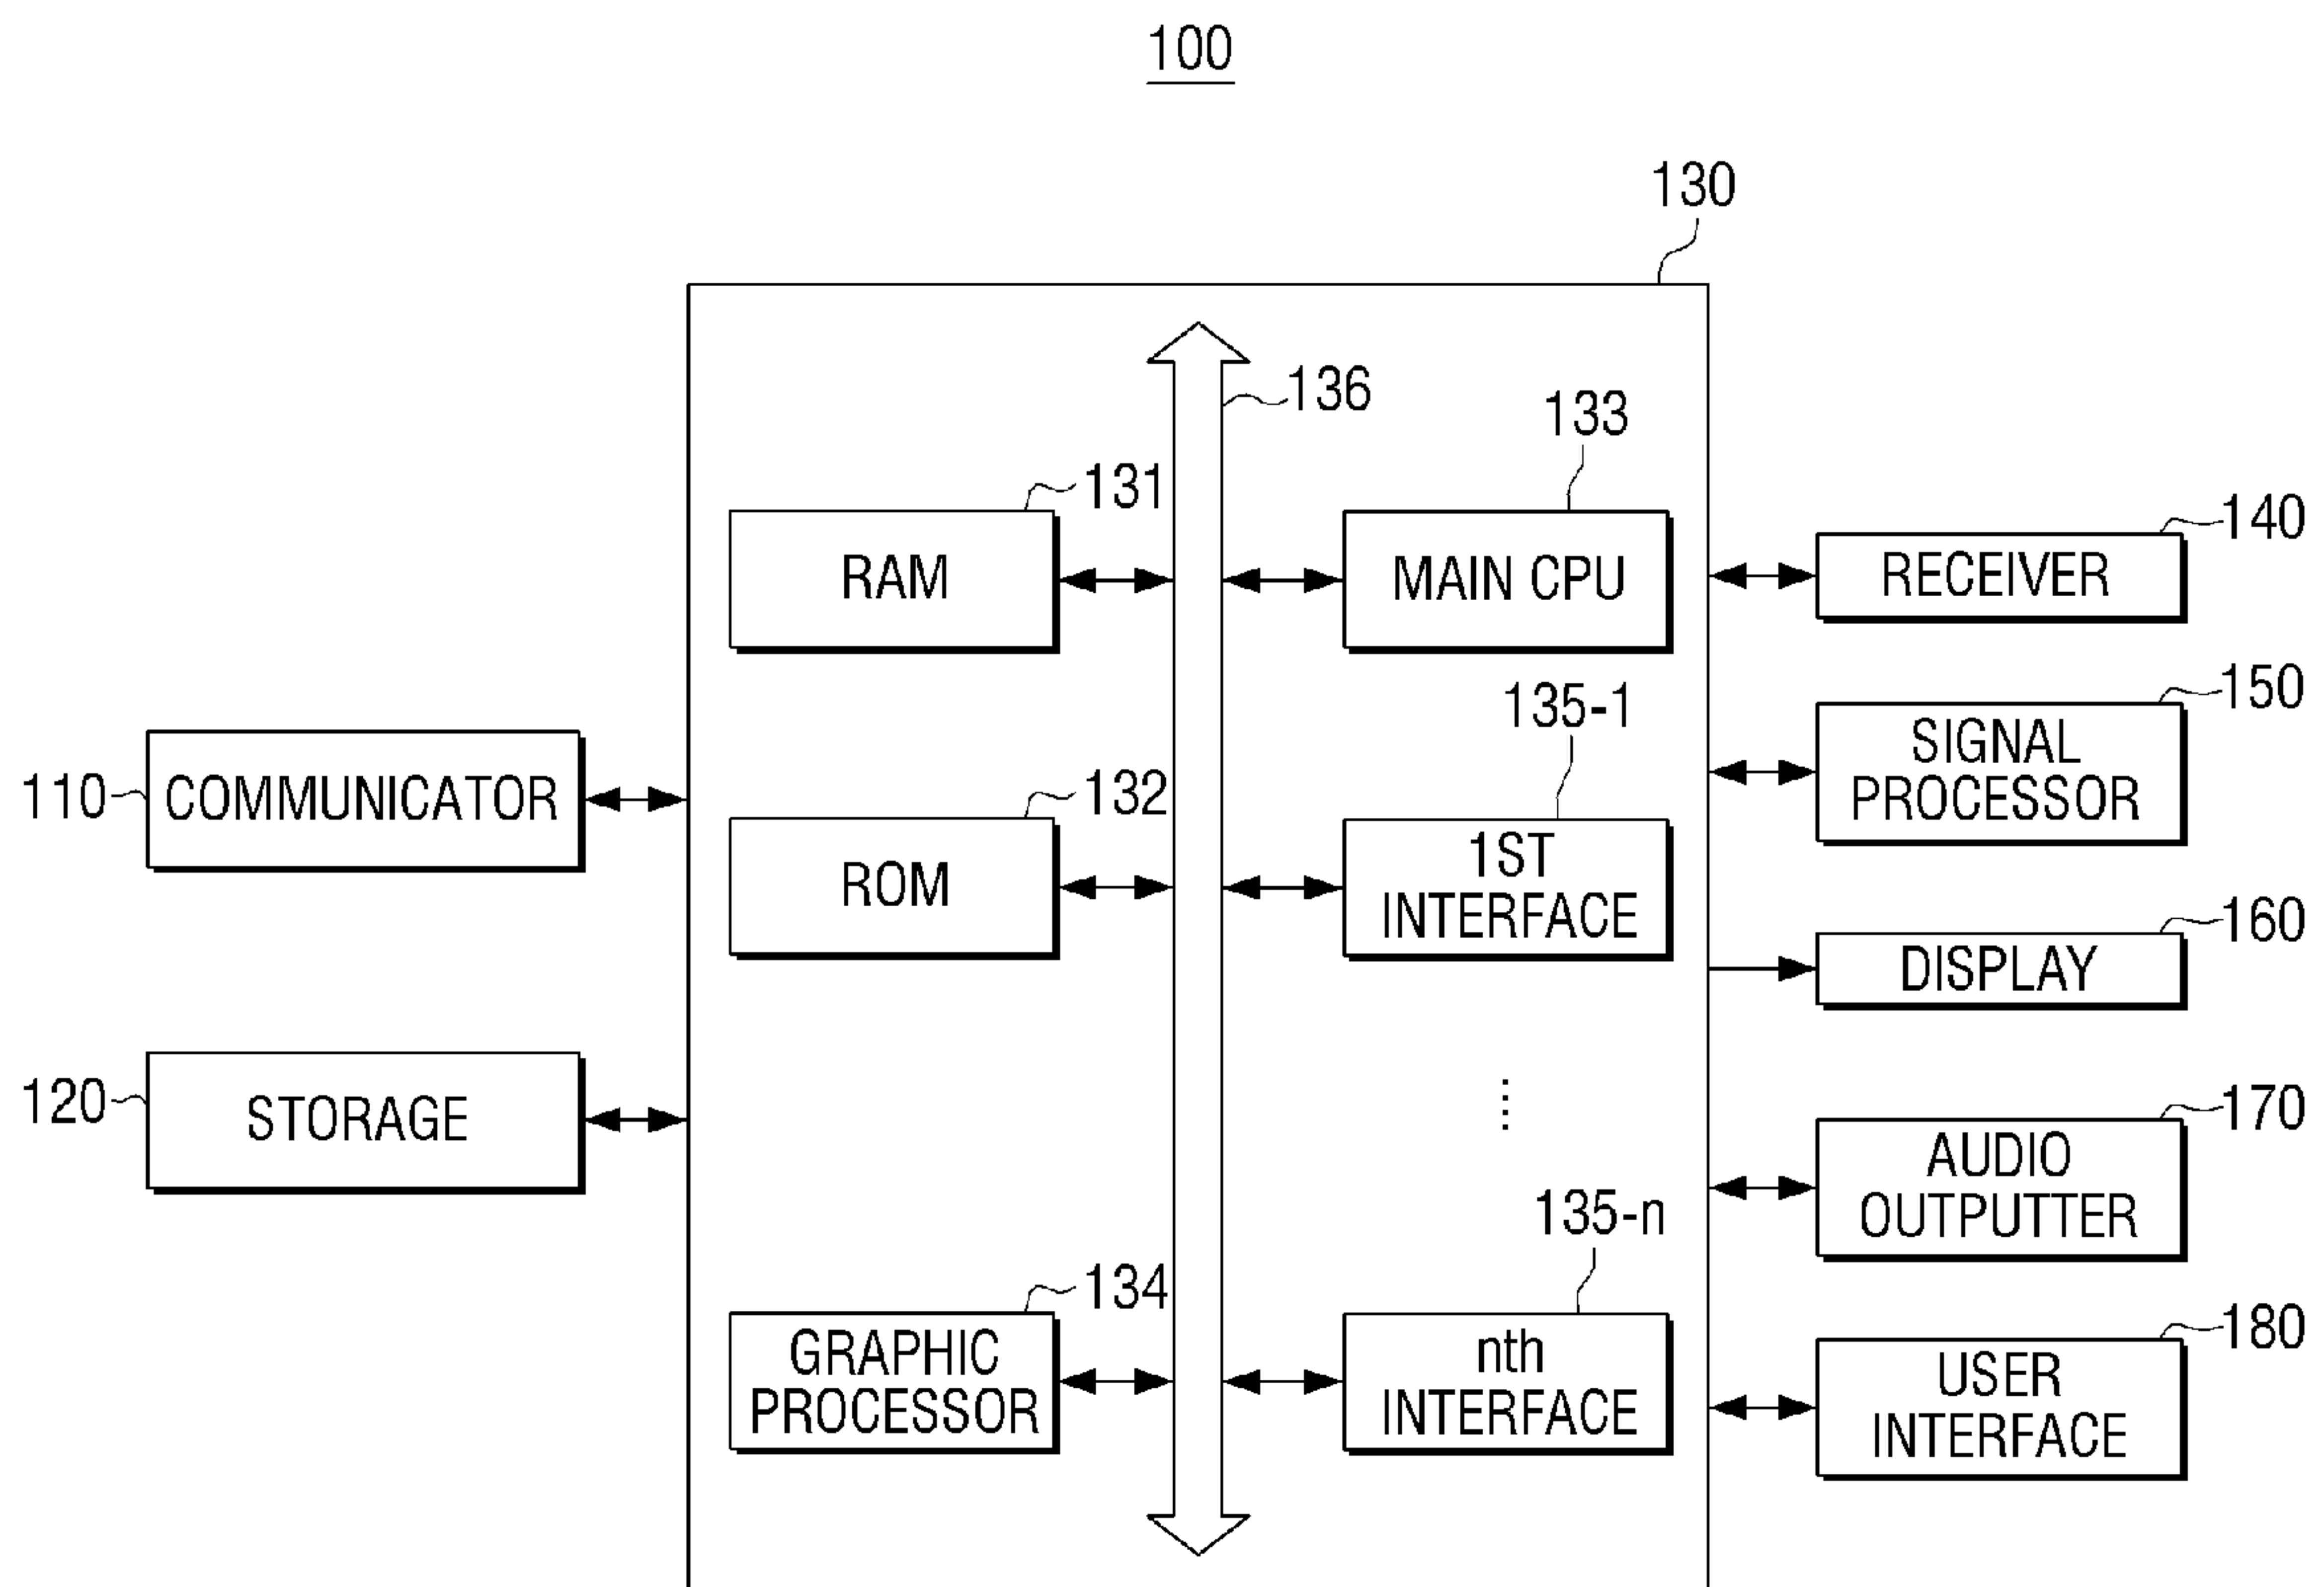 100
130
136
133
131
RAM
MAIN CPU
140
RECEIVER
135-1
150
SIGNAL
PROCESSOR
110
COMMUNICATOR
132
ROM
1ST
INTERFACE
160
DISPLAY
120
STORAGE
170
AUDIO
OUTPUTTER
135-n
134
GRAPHIC
PROCESSOR
nth
INTERFACE
180
USER
INTERFACE